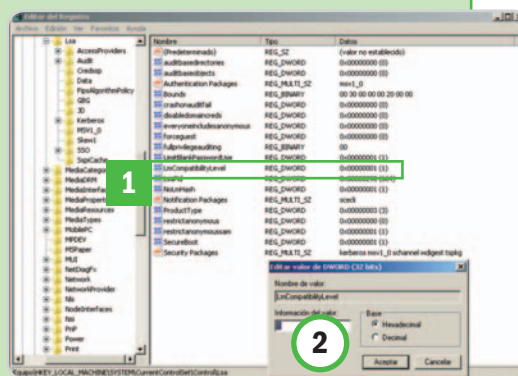 Editor del Registro
Archivo Edición Ver Favoritos Ayuda
Lsa
AccessProviders
Audit
Credssp
Data
FipsAlgorithmPolicy
GBG
JD
Kerberos
MSV1_0
Skew1
SSO
SspiCache
MediaCategor
MediaDRM
MediaInterfac
MediaProperti
MediaResources
MediaTypes
MobilePC
MPDEV
MSPaper
MUI
NetDiagFx
Network
NetworkProvider
Nls
NodeInterfaces
Nsi
PnP
Power
Print
Nombre Tipo Datos
(Predeterminado) REG_SZ (valor no establecido)
auditbasedirectories REG_DWORD 0x00000000 (0)
auditbaseobjects REG_DWORD 0x00000000 (0)
Authentication Packages REG_MULTI_SZ msv1_0
Bounds REG_BINARY 00 30 00 00 00 20 00 00
crashonauditfail REG_DWORD 0x00000000 (0)
disabledomaincreds REG_DWORD 0x00000000 (0)
everyoneincludesanonymous REG_DWORD 0x00000000 (0)
forceguest REG_DWORD 0x00000000 (0)
fullprivilegeauditing REG_BINARY 00
LimitBlankPasswordUse REG_DWORD 0x00000001 (1)
LmCompatibilityLevel REG_DWORD 0x00000001 (1)
LsaPid REG_DWORD
NoLmHash REG_DWORD 0x00000001 (1)
Notification Packages REG_MULTI_SZ scecli
ProductType REG_DWORD 0x00000003 (3)
restrictanonymous REG_DWORD 0x00000000 (0)
restrictanonymoussam REG_DWORD 0x00000001 (1)
SecureBoot REG_DWORD 0x00000001 (1)
Security Packages REG_MULTI_SZ kerberos msv1_0 schannel wdigest tspkg
1
Editar valor de DWORD (32 bits)
Nombre de valor:
LmCompatibilityLevel
Información del valor:
Base
Hexadecimal
Decimal
2
Aceptar Cancelar
Equipo\HKEY_LOCAL_MACHINE\SYSTEM\CurrentControlSet\Control\Lsa